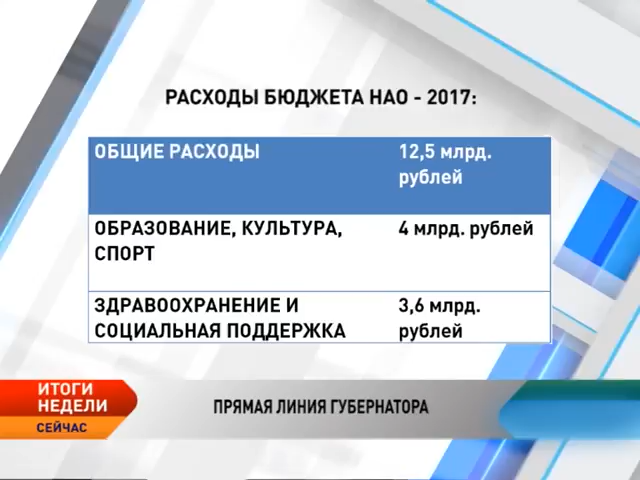 РАСХОДЫ БЮДЖЕТА НАО - 2017:
ОБЩИЕ РАСХОДЫ
12,5 млрд.
рублей
ОБРАЗОВАНИЕ, КУЛЬТУРА,
СПОРТ
4 млрд. рублей
ЗДРАВООХРАНЕНИЕ И
СОЦИАЛЬНАЯ ПОДДЕРЖКА
3,6 млрд.
рублей
ИТОГИ
НЕДЕЛИ
СЕЙЧАС
ПРЯМАЯ ЛИНИЯ ГУБЕРНАТОРА